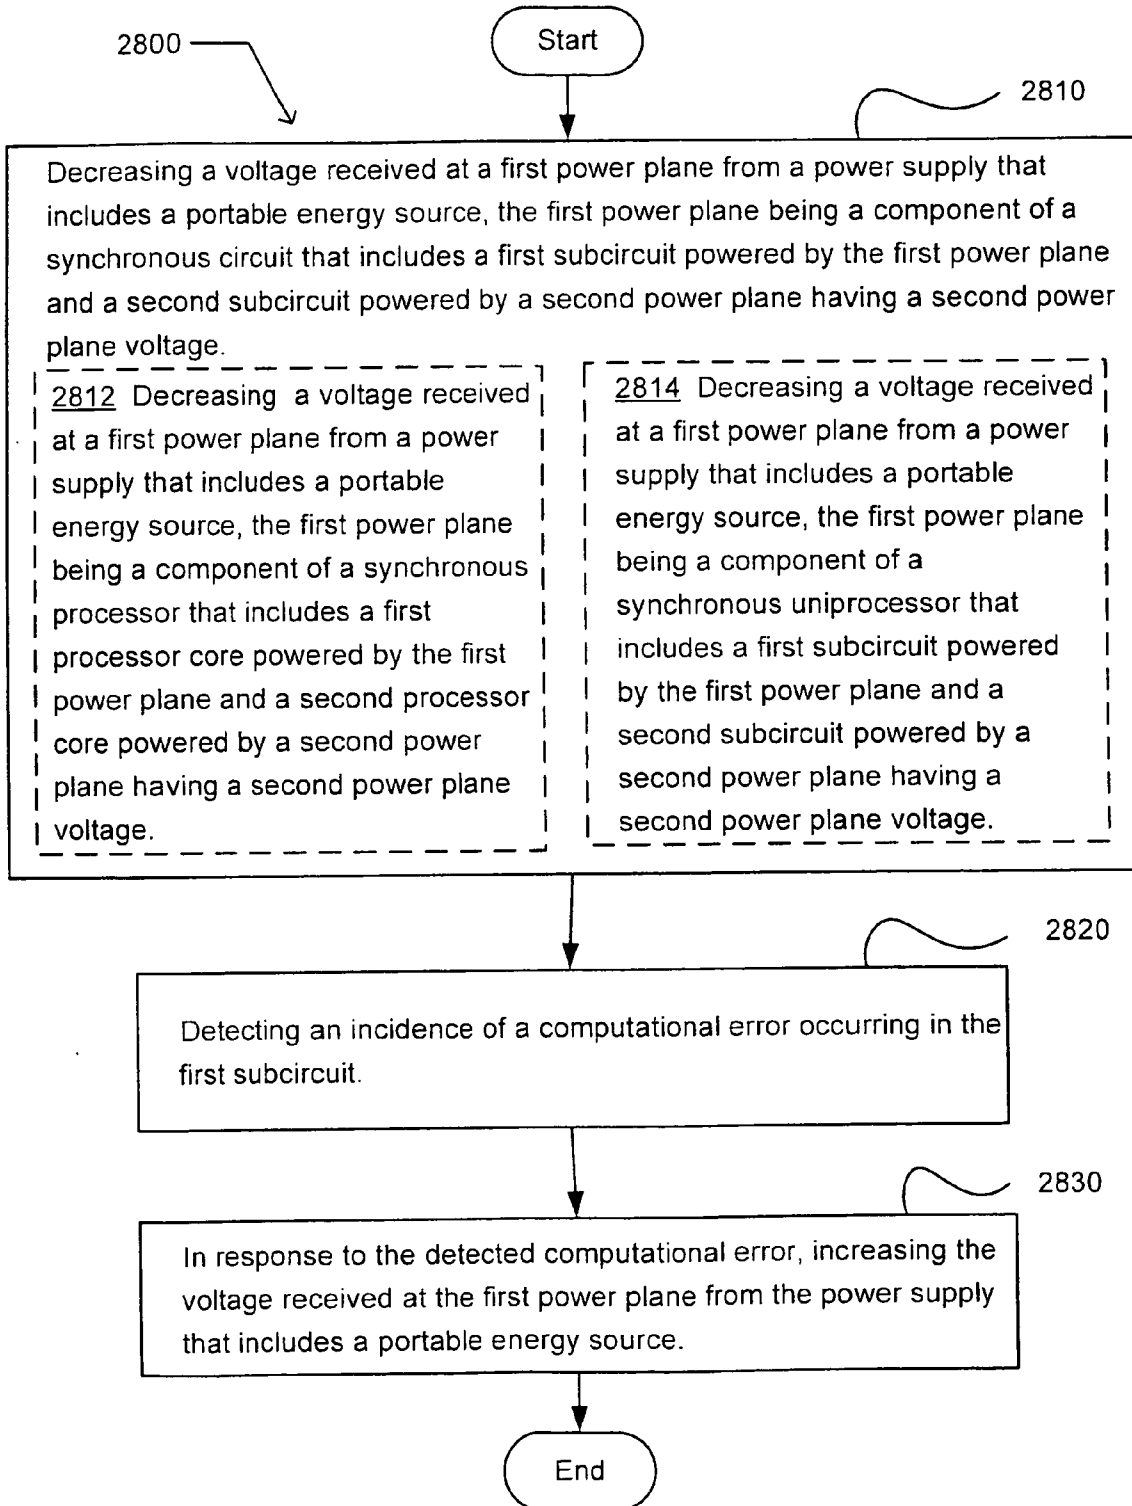 Start
2800
2810
Decreasing a voltage received at a first power plane from a power supply that
includes a portable energy source, the first power plane being a component of a
synchronous circuit that includes a first subcircuit powered by the first power plane
and a second subcircuit powered by a second power plane having a second power
plane voltage.
2812 Decreasing a voltage received
at a first power plane from a power
supply that includes a portable
energy source, the first power plane
being a component of a synchronous
processor that includes a first
processor core powered by the first
power plane and a second processor
core powered by a second power
plane having a second power plane
voltage.
2814 Decreasing a voltage received
at a first power plane from a power
supply that includes a portable
energy source, the first power plane
being a component of a
synchronous uniprocessor that
includes a first subcircuit powered
by the first power plane and a
second subcircuit powered by a
second power plane having a
second power plane voltage.
2820
Detecting an incidence of a computational error occurring in the
first subcircuit.
2830
In response to the detected computational error, increasing the
voltage received at the first power plane from the power supply
that includes a portable energy source.
End